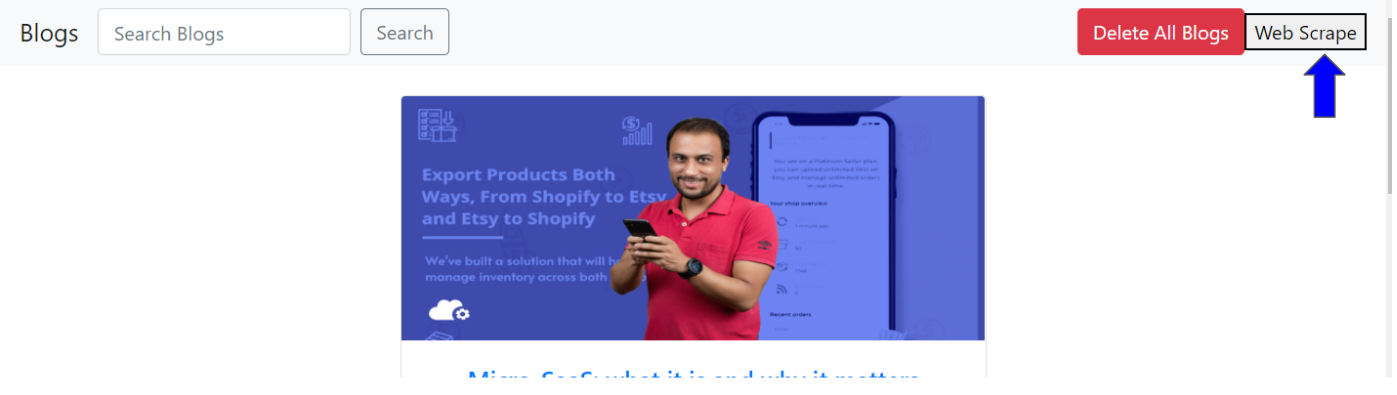 Blogs
Search Blogs
Search
Delete All Blogs
Web Scrape
Export Products Both
Ways, From Shopify to Etsy
and Etsy to Shopify
We've built a solution that will
manage inventory across both
You are on a Platinum Seller plan,
you can upload unlimited lists on
Etsy and manage unlimited orders
in real time.
Your shop overview
1 minute ago
Recent orders
Micro-SaaS: what it is and why it matters